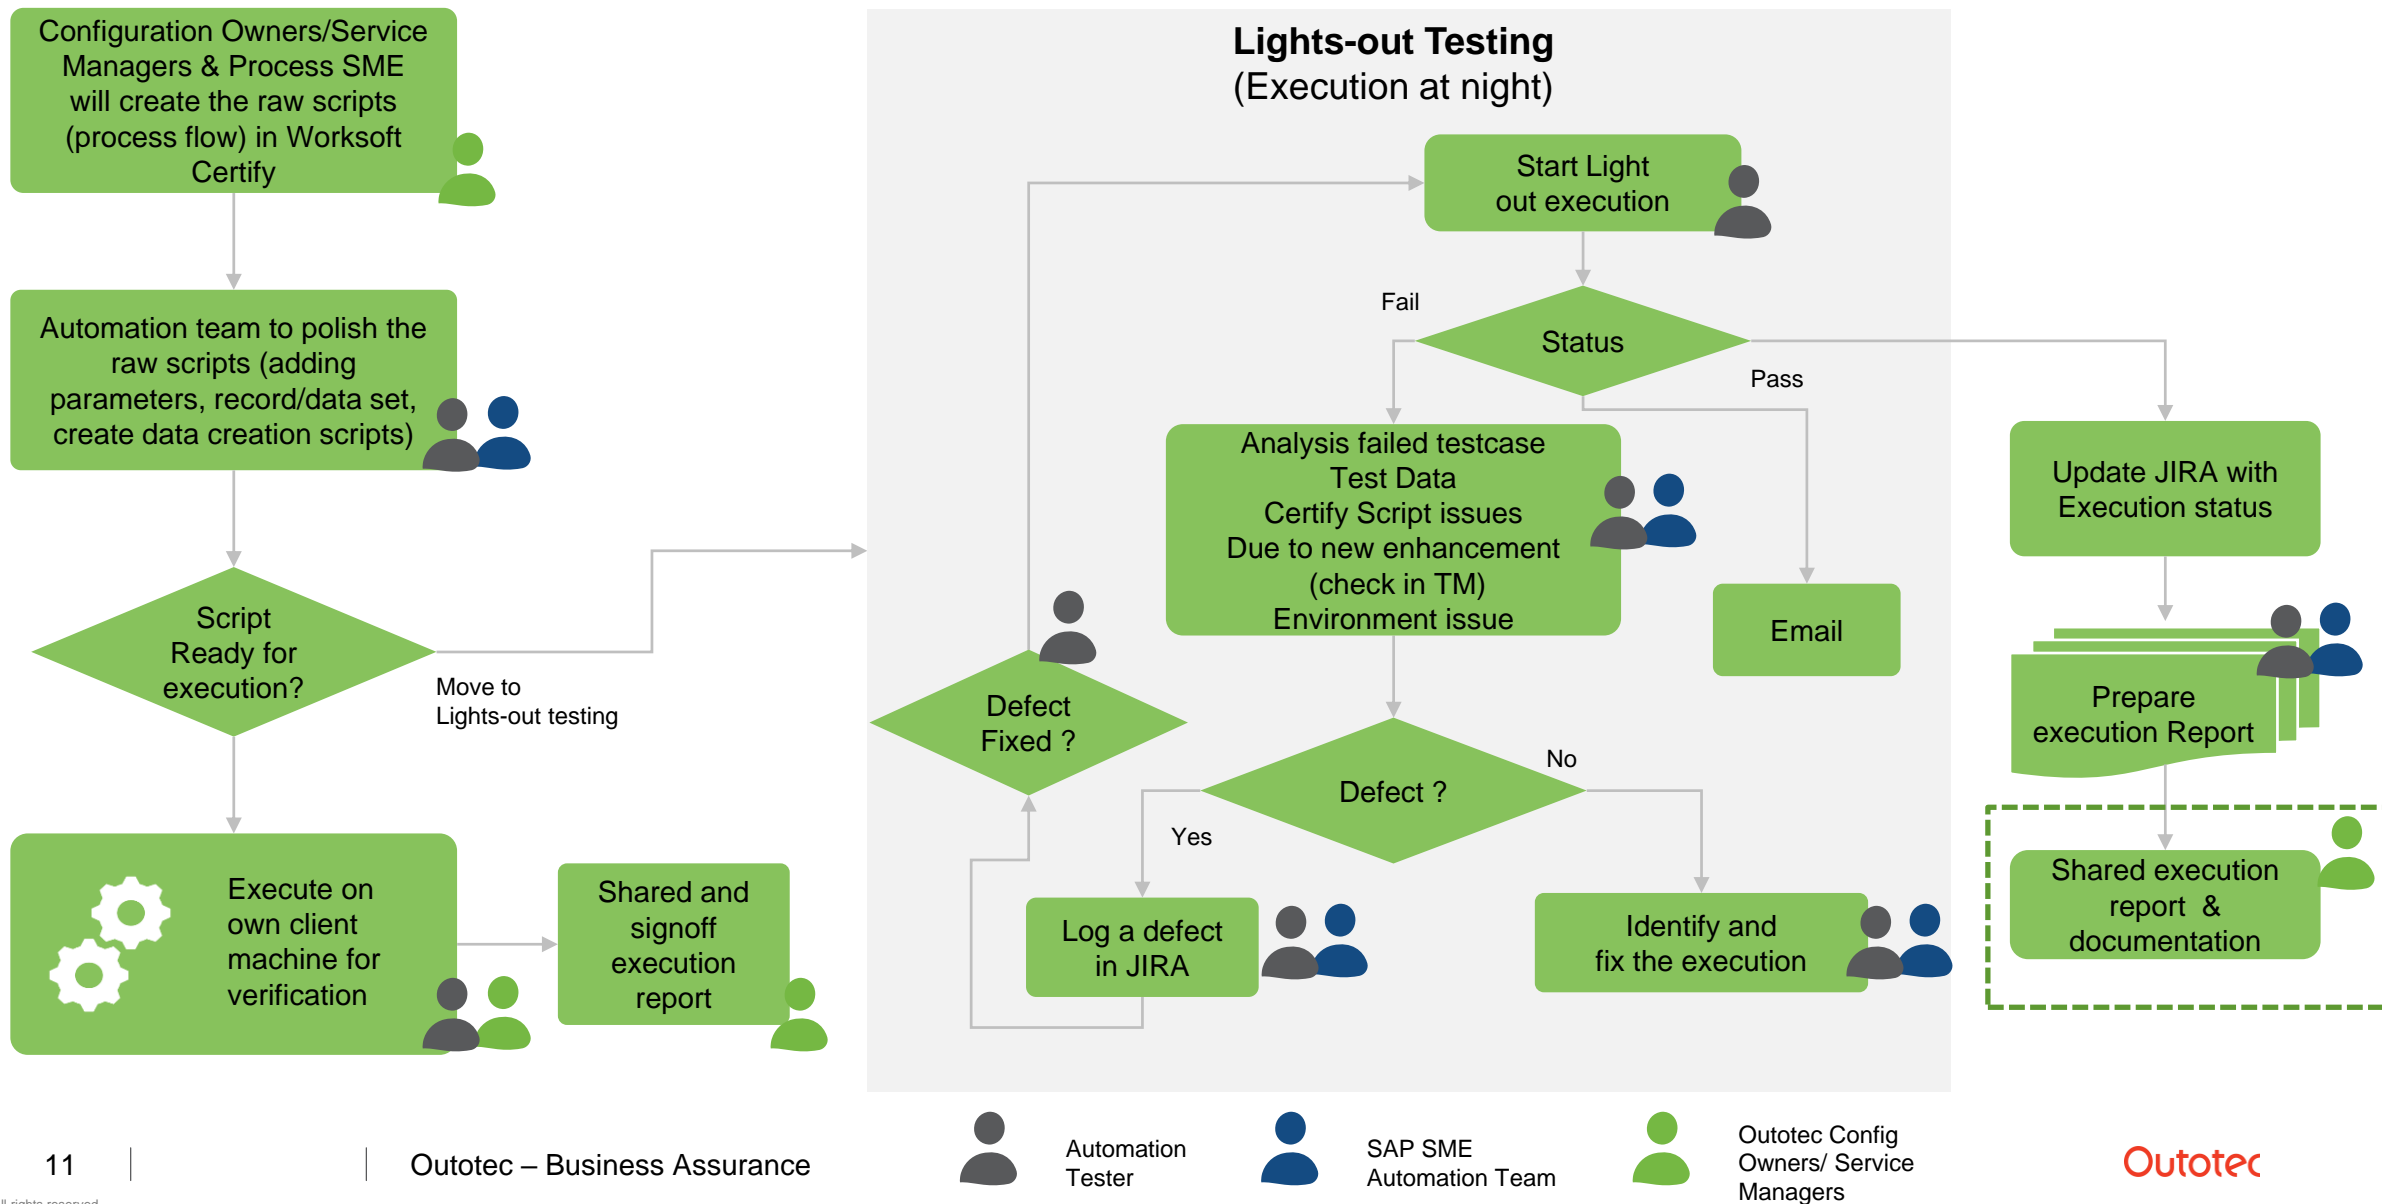 Configuration Owners/Service
Managers & Process SME
will create the raw scripts
(process flow) in Worksoft
Certify
Automation team to polish the
raw scripts (adding
parameters, record/data set,
create data creation scripts)
Script
Ready for
execution?
Move to
Lights-out testing
Execute on
own client
machine for
verification
Shared and
signoff
execution
report
Lights-out Testing
(Execution at night)
Start Light
out execution
Fail
Status
Pass
Analysis failed testcase
Test Data
Certify Script issues
Due to new enhancement
(check in TM)
Environment issue
Email
Defect
Fixed ?
Defect ?
No
Yes
Log a defect
in JIRA
Identify and
fix the execution
Update JIRA with
Execution status
Prepare
execution Report
Shared execution
report &
documentation
11
Outotec – Business Assurance
Automation
Tester
SAP SME
Automation Team
Outotec Config
Owners/ Service
Managers
Outotec
rights reserved